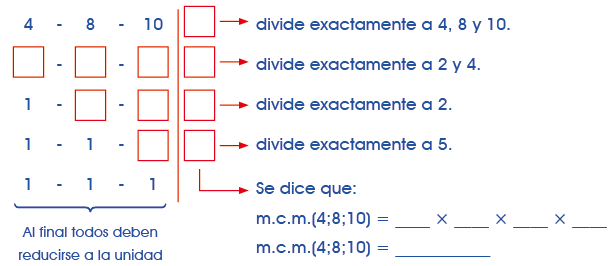 4 - 8 - 10 divide exactamente a 4, 8 y 10.
- - divide exactamente a 2 y 4.
1 - - divide exactamente a 2.
1 - 1 - divide exactamente a 5.
1 - 1 - 1 Se dice que:
m.c.m.(4;8;10) = ____ × ____ × ____ × ____
m.c.m.(4;8;10) = ___________
Al final todos deben
reducirse a la unidad